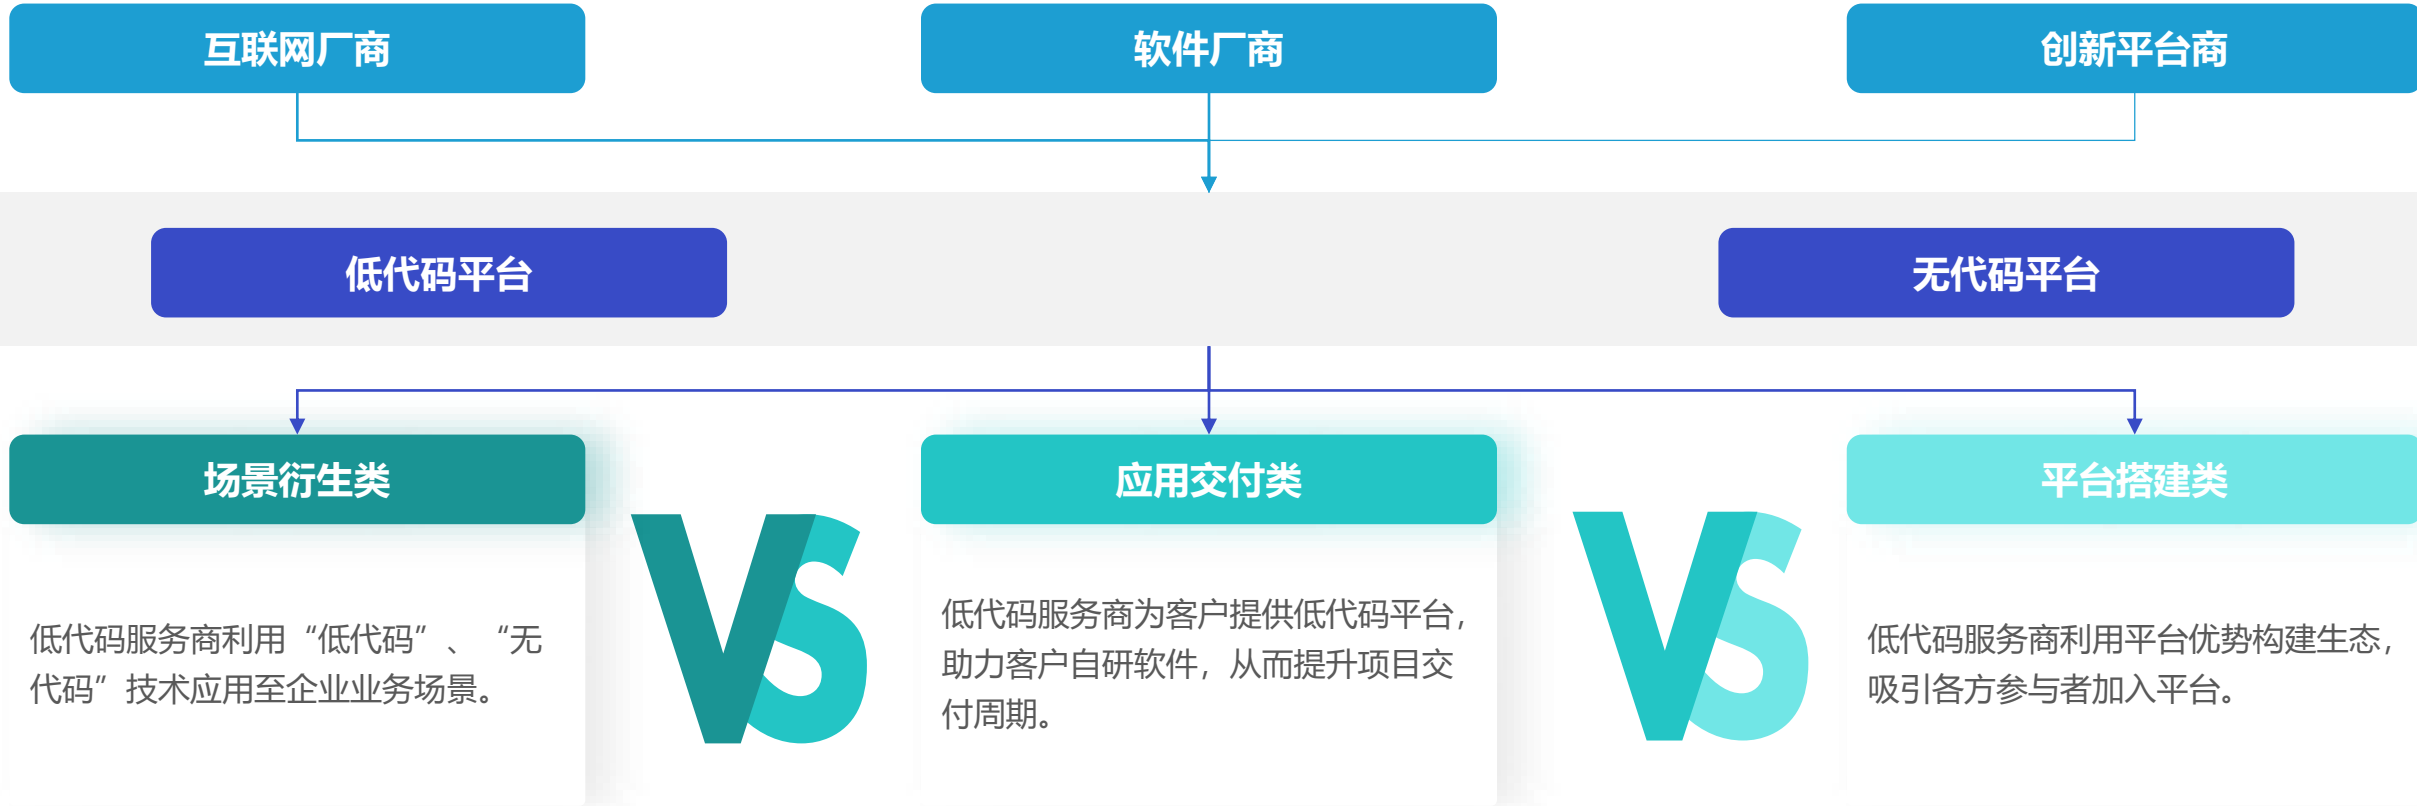 互联网厂商
软件厂商
创新平台商
低代码平台
无代码平台
场景衍生类
应用交付类
平台搭建类
低代码服务商利用“低代码”、“无
代码”技术应用至企业业务场景。
VS
低代码服务商为客户提供低代码平台，
助力客户自研软件，从而提升项目交
付周期。
VS
低代码服务商利用平台优势构建生态，
吸引各方参与者加入平台。